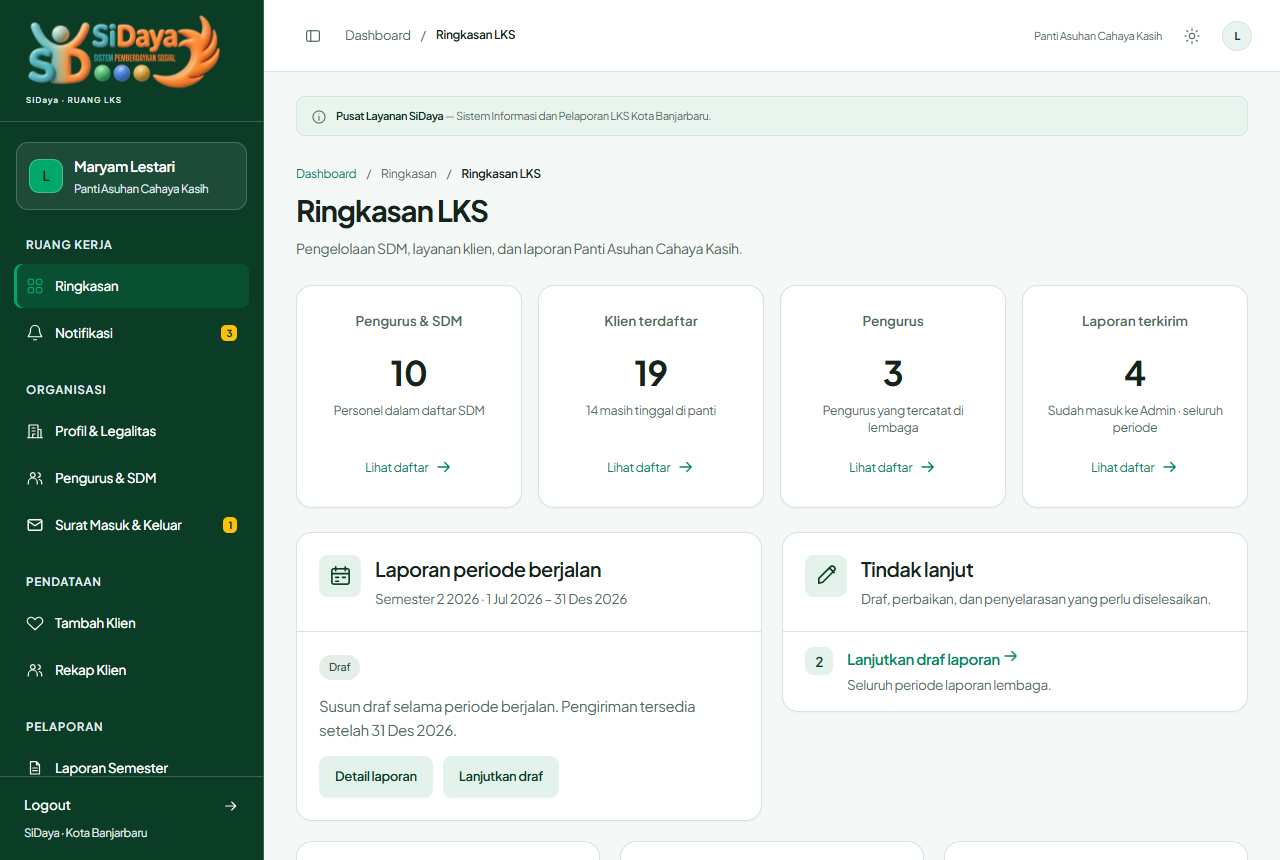 SiDaya
SISTEM PEMBERDAYAAN SOSIAL
SiDaya · RUANG LKS
L
Maryam Lestari
Panti Asuhan Cahaya Kasih
RUANG KERJA
Ringkasan
Notifikasi 3
ORGANISASI
Profil & Legalitas
Pengurus & SDM
Surat Masuk & Keluar 1
PENDATAAN
Tambah Klien
Rekap Klien
PELAPORAN
Laporan Semester
Logout →
SiDaya · Kota Banjarbaru
Dashboard / Ringkasan LKS
Panti Asuhan Cahaya Kasih
L
Pusat Layanan SiDaya — Sistem Informasi dan Pelaporan LKS Kota Banjarbaru.
Dashboard / Ringkasan / Ringkasan LKS
Ringkasan LKS
Pengelolaan SDM, layanan klien, dan laporan Panti Asuhan Cahaya Kasih.
Pengurus & SDM
10
Personel dalam daftar SDM
Lihat daftar →
Klien terdaftar
19
14 masih tinggal di panti
Lihat daftar →
Pengurus
3
Pengurus yang tercatat di
lembaga
Lihat daftar →
Laporan terkirim
4
Sudah masuk ke Admin · seluruh
periode
Lihat daftar →
Laporan periode berjalan
Semester 2 2026 · 1 Jul 2026 – 31 Des 2026
Draf
Susun draf selama periode berjalan. Pengiriman tersedia
setelah 31 Des 2026.
Detail laporan
Lanjutkan draf
Tindak lanjut
Draf, perbaikan, dan penyelarasan yang perlu diselesaikan.
2
Lanjutkan draf laporan →
Seluruh periode laporan lembaga.